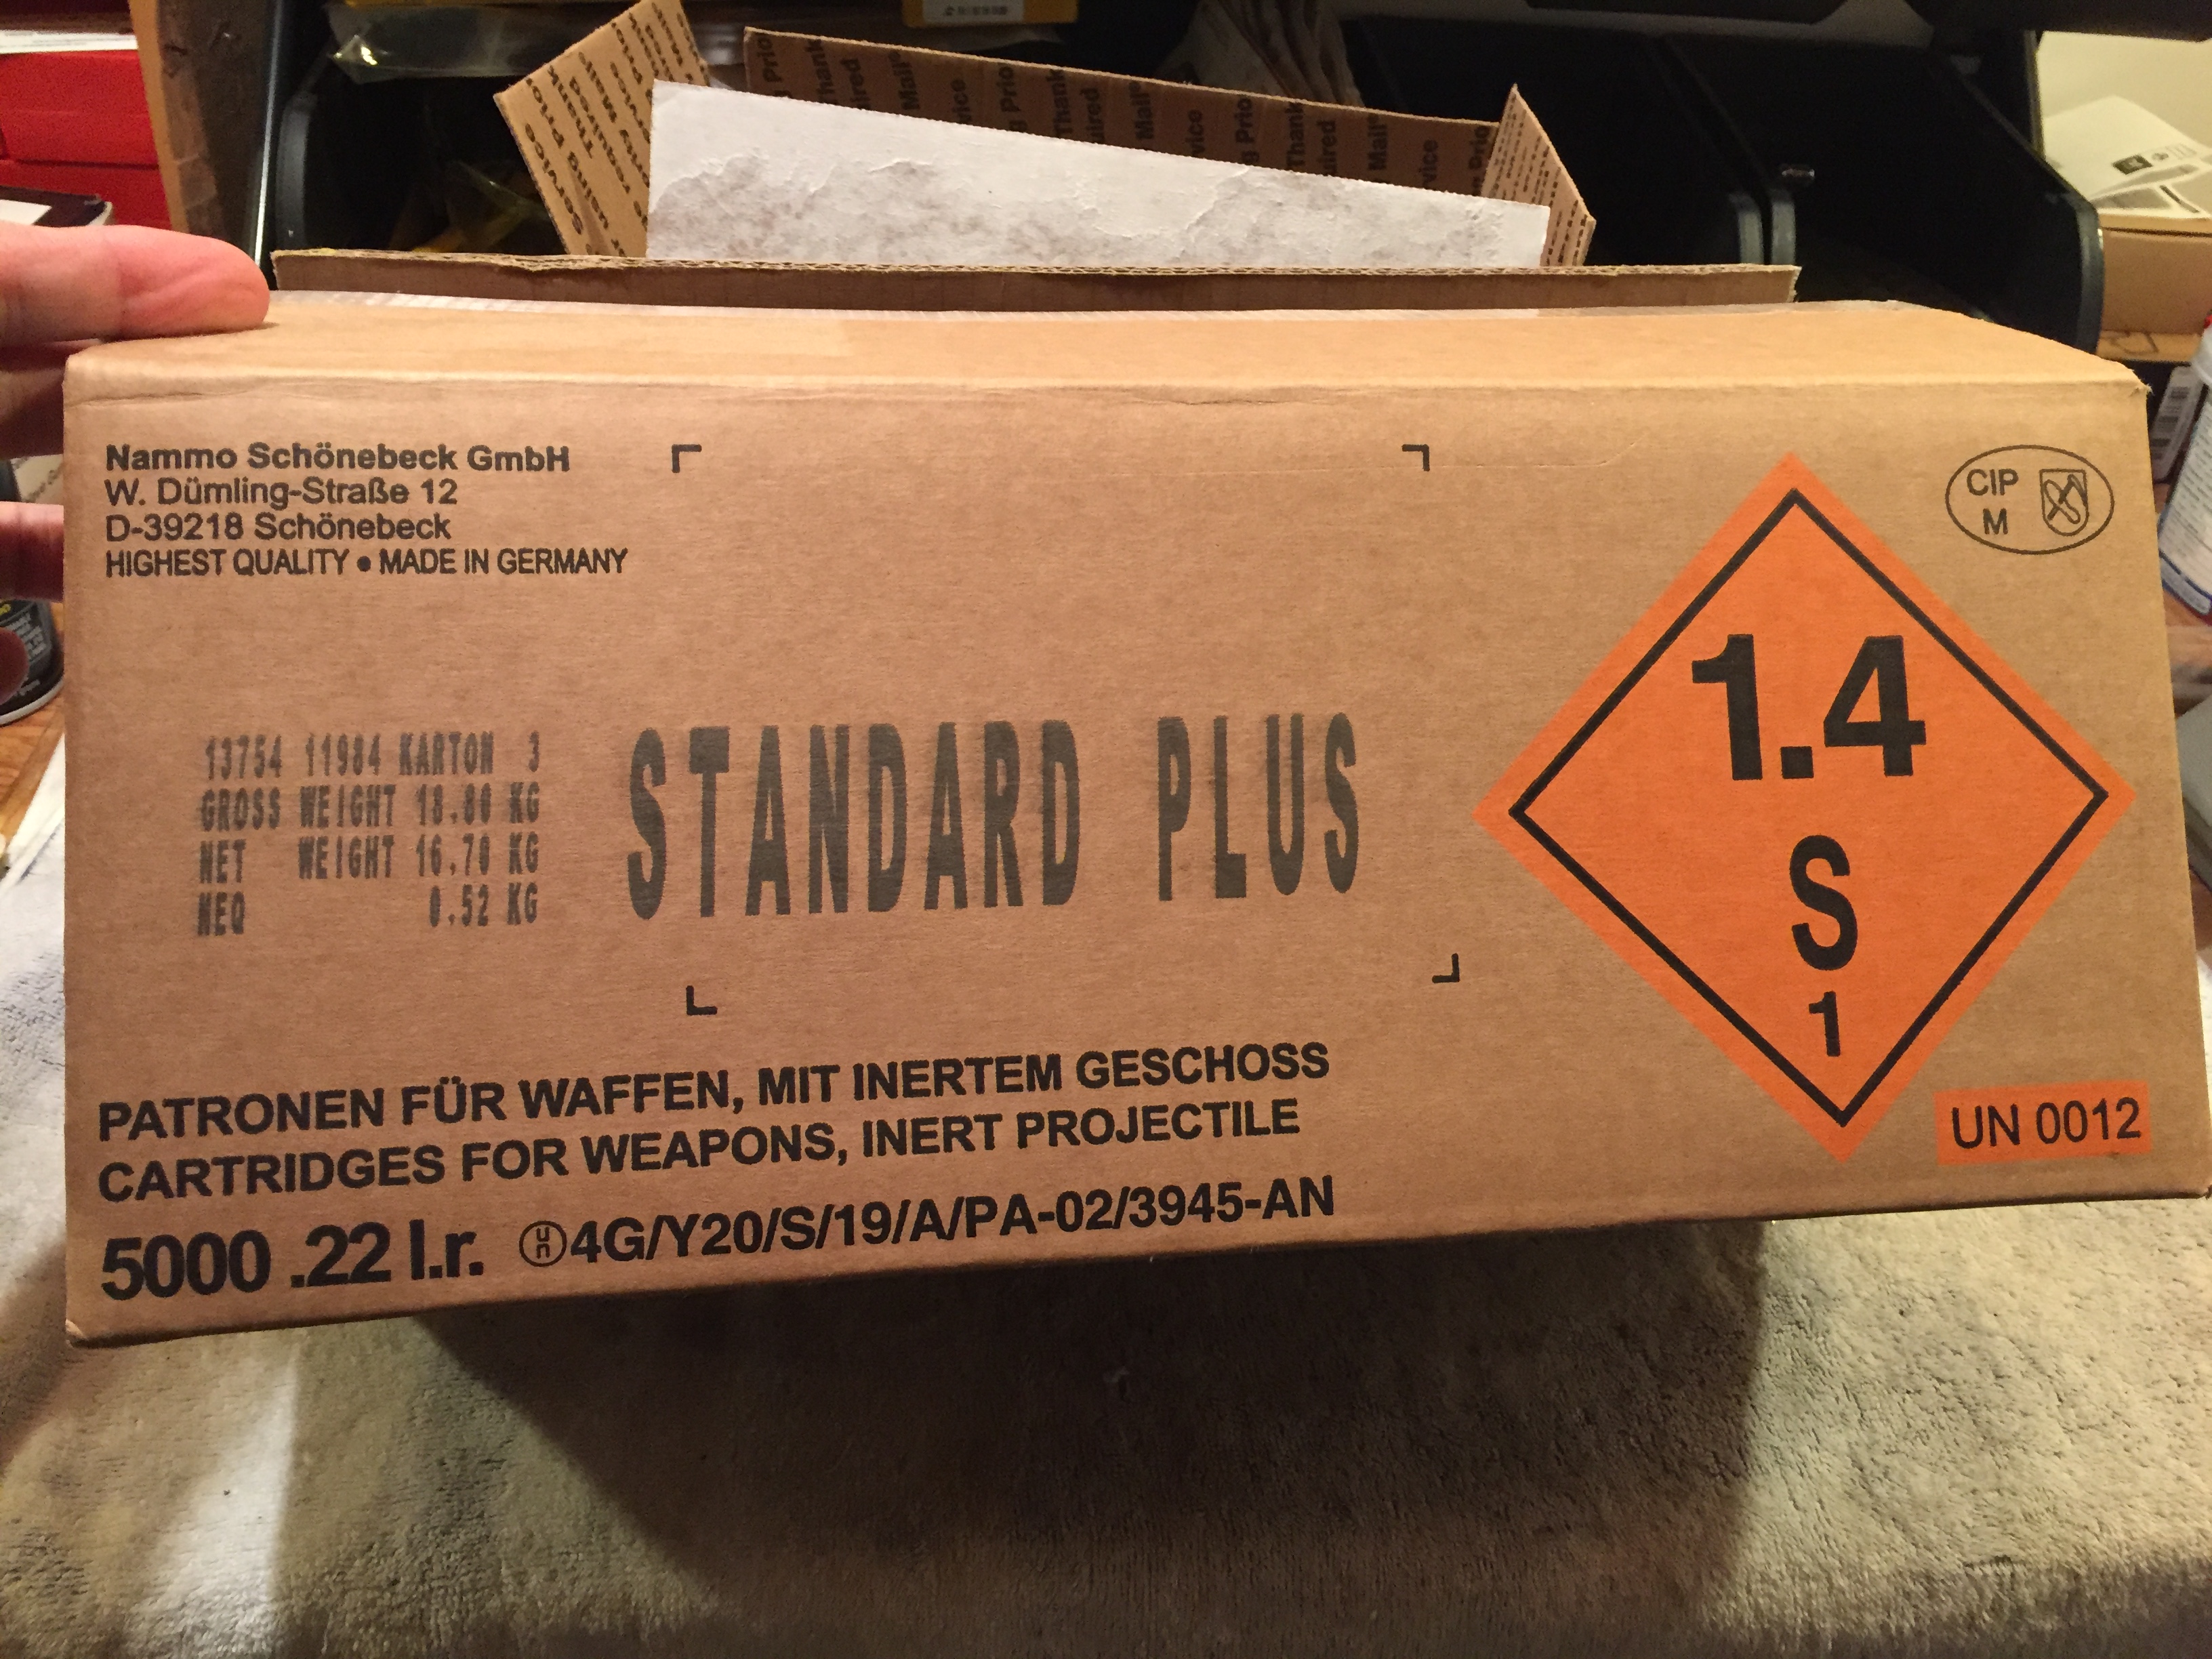 Nammo Schönebeck GmbH
W. Dümling-Straße 12
D-39218 Schönebeck
HIGHEST QUALITY ● MADE IN GERMANY
CIP
M
13754 11984 KARTON 3
GROSS WEIGHT 18.80 KG
NET WEIGHT 16.70 KG
NEQ 0.52 KG
STANDARD PLUS
1.4
S
1
UN 0012
PATRONEN FÜR WAFFEN, MIT INERTEM GESCHOSS
CARTRIDGES FOR WEAPONS, INERT PROJECTILE
5000 .22 l.r. un 4G/Y20/S/19/A/PA-02/3945-AN